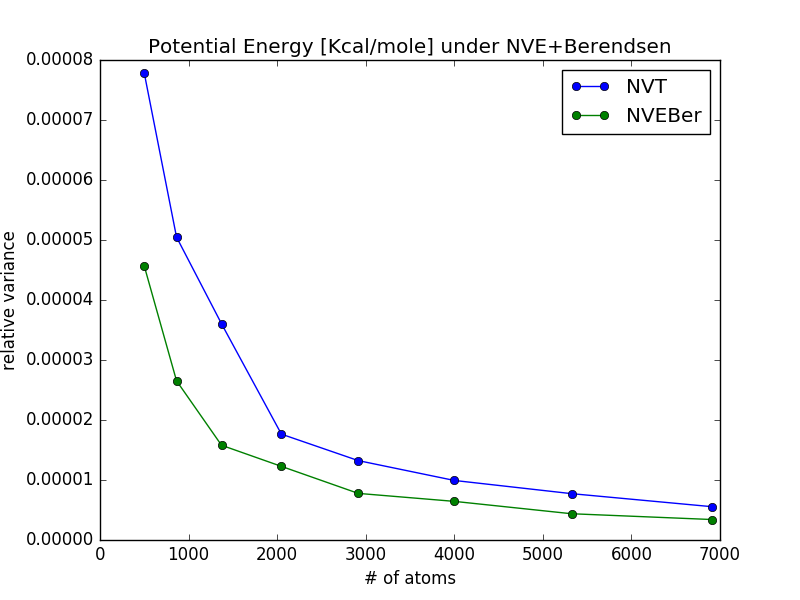 Potential Energy [Kcal/mole] under NVE+Berendsen
NVT
NVEBer
0.00008
0.00007
0.00006
0.00005
0.00004
0.00003
0.00002
0.00001
0.00000
relative variance
0 1000 2000 3000 4000 5000 6000 7000
# of atoms